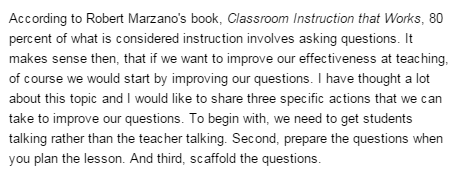 According to Robert Marzano's book, Classroom Instruction that Works, 80
percent of what is considered instruction involves asking questions. It
makes sense then, that if we want to improve our effectiveness at teaching,
of course we would start by improving our questions. I have thought a lot
about this topic and I would like to share three specific actions that we can
take to improve our questions. To begin with, we need to get students
talking rather than the teacher talking. Second, prepare the questions when
you plan the lesson. And third, scaffold the questions.